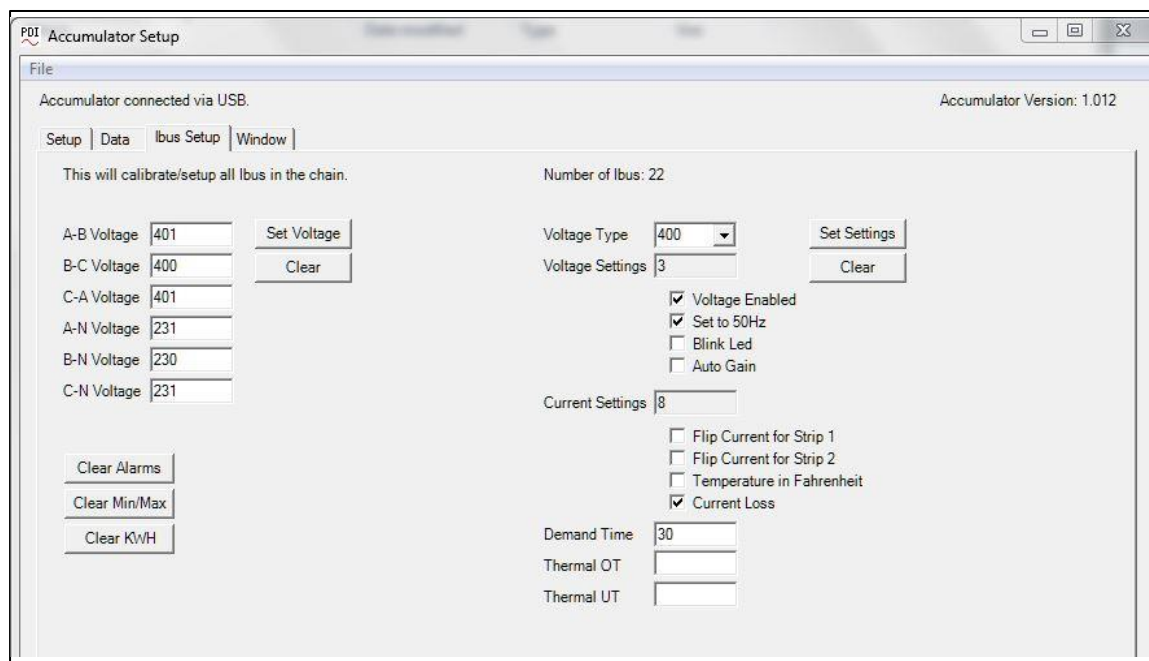 PDI Accumulator Setup
File
Accumulator connected via USB.
Accumulator Version: 1.012
Setup Data Ibus Setup Window
This will calibrate/setup all Ibus in the chain.
Number of Ibus: 22
A-B Voltage 401 Set Voltage
B-C Voltage 400 Clear
C-A Voltage 401
A-N Voltage 231
B-N Voltage 230
C-N Voltage 231
Clear Alarms
Clear Min/Max
Clear KWH
Voltage Type 400 Set Settings
Voltage Settings 3 Clear
Voltage Enabled
Set to 50Hz
Blink Led
Auto Gain
Current Settings 8
Flip Current for Strip 1
Flip Current for Strip 2
Temperature in Fahrenheit
Current Loss
Demand Time 30
Thermal OT
Thermal UT